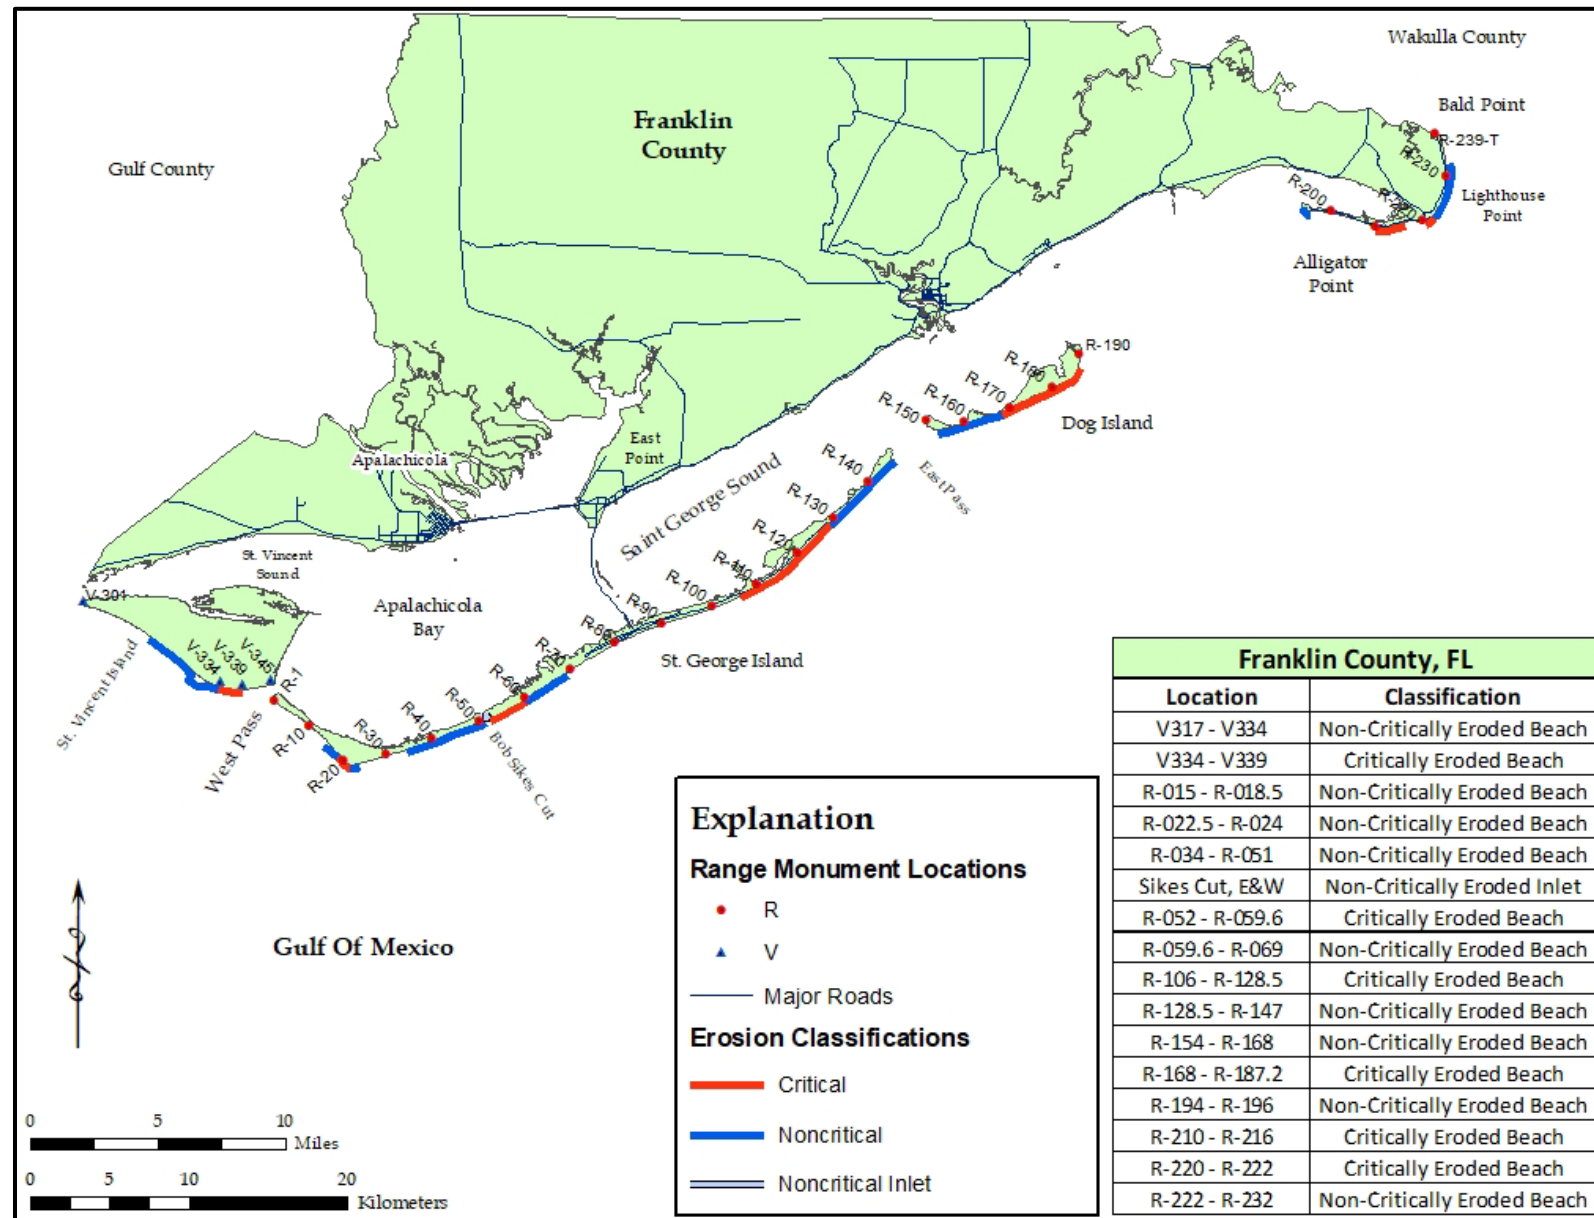 Wakulla County
Bald Point
R-239-T
R-230
Lighthouse
Point
R-200
R-220
Alligator
Point
Franklin
County
Gulf County
R-190
R-180
R-170
R-160
R-150
Dog Island
East Pass
R-140
R-130
R-120
R-110
R-100
R-90
R-80
R-70
R-60
R-50
R-40
R-30
R-20
R-10
R-1
Saint George Sound
East
Point
Apalachicola
St. Vincent
Sound
V-301
Apalachicola
Bay
V-334
V-339
V-345
St. Vincent Island
West Pass
St. George Island
Bob Sikes Cut
Gulf Of Mexico
0 5 10
Miles
0 5 10 20
Kilometers
Explanation
Range Monument Locations
R
V
Major Roads
Erosion Classifications
Critical
Noncritical
Noncritical Inlet
Franklin County, FL
Location Classification
V317 - V334 Non-Critically Eroded Beach
V334 - V339 Critically Eroded Beach
R-015 - R-018.5 Non-Critically Eroded Beach
R-022.5 - R-024 Non-Critically Eroded Beach
R-034 - R-051 Non-Critically Eroded Beach
Sikes Cut, E&W Non-Critically Eroded Inlet
R-052 - R-059.6 Critically Eroded Beach
R-059.6 - R-069 Non-Critically Eroded Beach
R-106 - R-128.5 Critically Eroded Beach
R-128.5 - R-147 Non-Critically Eroded Beach
R-154 - R-168 Non-Critically Eroded Beach
R-168 - R-187.2 Critically Eroded Beach
R-194 - R-196 Non-Critically Eroded Beach
R-210 - R-216 Critically Eroded Beach
R-220 - R-222 Critically Eroded Beach
R-222 - R-232 Non-Critically Eroded Beach